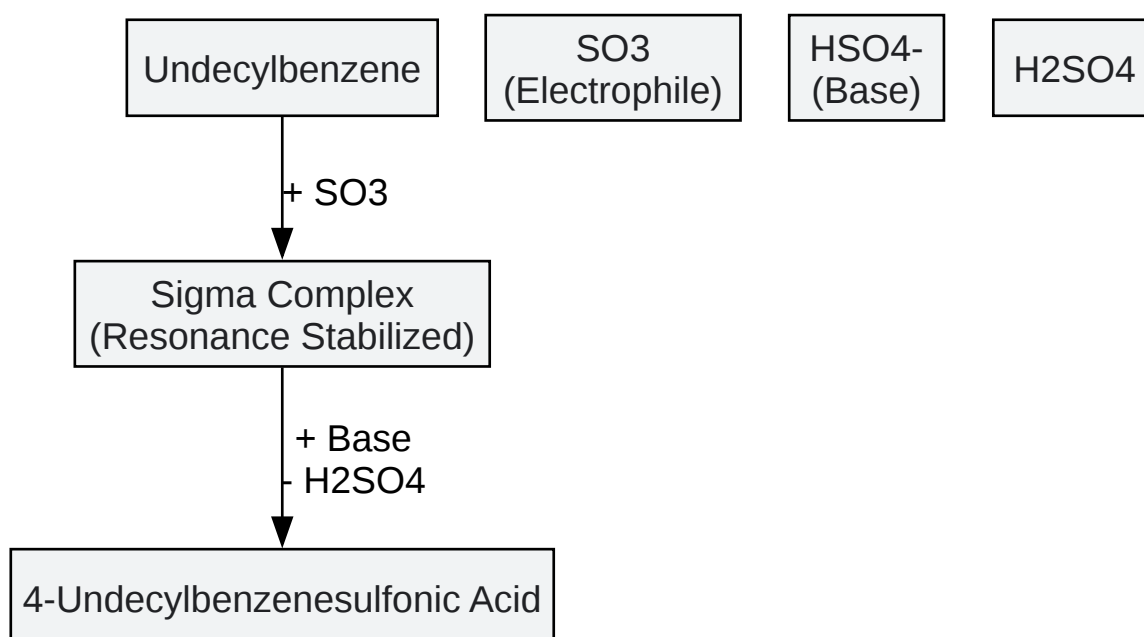 Undecylbenzene
SO3
(Electrophile)
HSO4-
(Base)
H2SO4
+ SO3
Sigma Complex
(Resonance Stabilized)
+ Base
- H2SO4
4-Undecylbenzenesulfonic Acid